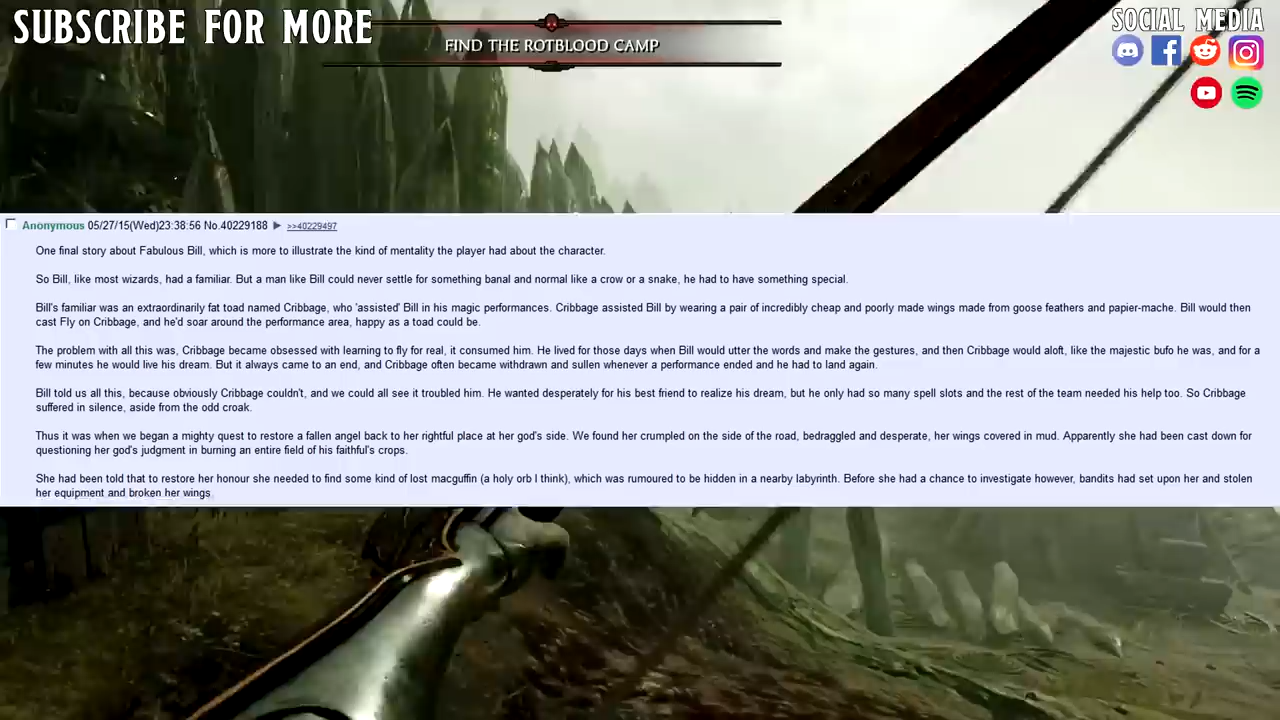 SUBSCRIBE FOR MORE
FIND THE ROTBLOOD CAMP
SOCIAL MEDIA
Anonymous 05/27/15(Wed)23:38:56 No.40229188 ▶ >>40229497
One final story about Fabulous Bill, which is more to illustrate the kind of mentality the player had about the character.
So Bill, like most wizards, had a familiar. But a man like Bill could never settle for something banal and normal like a crow or a snake, he had to have something special.
Bill's familiar was an extraordinarily fat toad named Cribbage, who 'assisted' Bill in his magic performances. Cribbage assisted Bill by wearing a pair of incredibly cheap and poorly made wings made from goose feathers and papier-mache. Bill would then
cast Fly on Cribbage, and he'd soar around the performance area, happy as a toad could be.
The problem with all this was, Cribbage became obsessed with learning to fly for real, it consumed him. He lived for those days when Bill would utter the words and make the gestures, and then Cribbage would aloft, like the majestic bufo he was, and for a
few minutes he would live his dream. But it always came to an end, and Cribbage often became withdrawn and sullen whenever a performance ended and he had to land again.
Bill told us all this, because obviously Cribbage couldn't, and we could all see it troubled him. He wanted desperately for his best friend to realize his dream, but he only had so many spell slots and the rest of the team needed his help too. So Cribbage
suffered in silence, aside from the odd croak.
Thus it was when we began a mighty quest to restore a fallen angel back to her rightful place at her god's side. We found her crumpled on the side of the road, bedraggled and desperate, her wings covered in mud. Apparently she had been cast down for
questioning her god's judgment in burning an entire field of his faithful's crops.
She had been told that to restore her honour she needed to find some kind of lost macguffin (a holy orb I think), which was rumoured to be hidden in a nearby labyrinth. Before she had a chance to investigate however, bandits had set upon her and stolen
her equipment and broken her wings